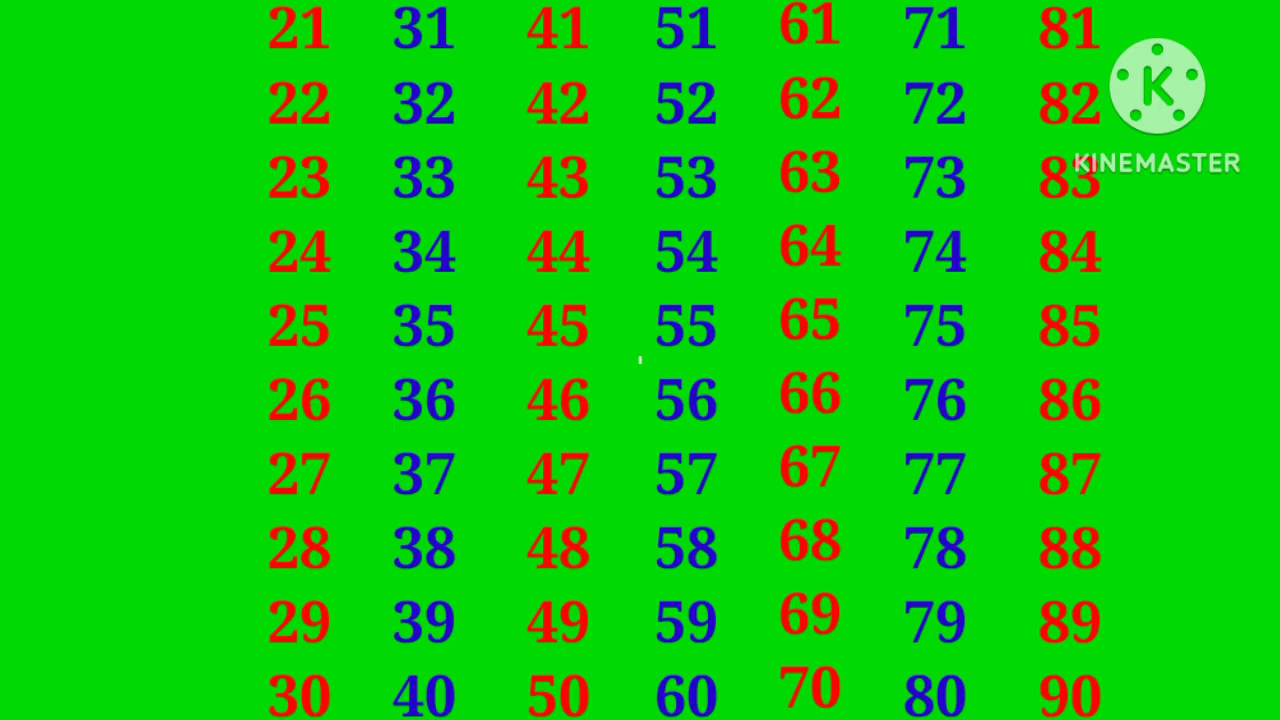 21 31 41 51 61 71 81
22 32 42 52 62 72 82
23 33 43 53 63 73 83
24 34 44 54 64 74 84
25 35 45 55 65 75 85
26 36 46 56 66 76 86
27 37 47 57 67 77 87
28 38 48 58 68 78 88
29 39 49 59 69 79 89
30 40 50 60 70 80 90
K
KINEMASTER